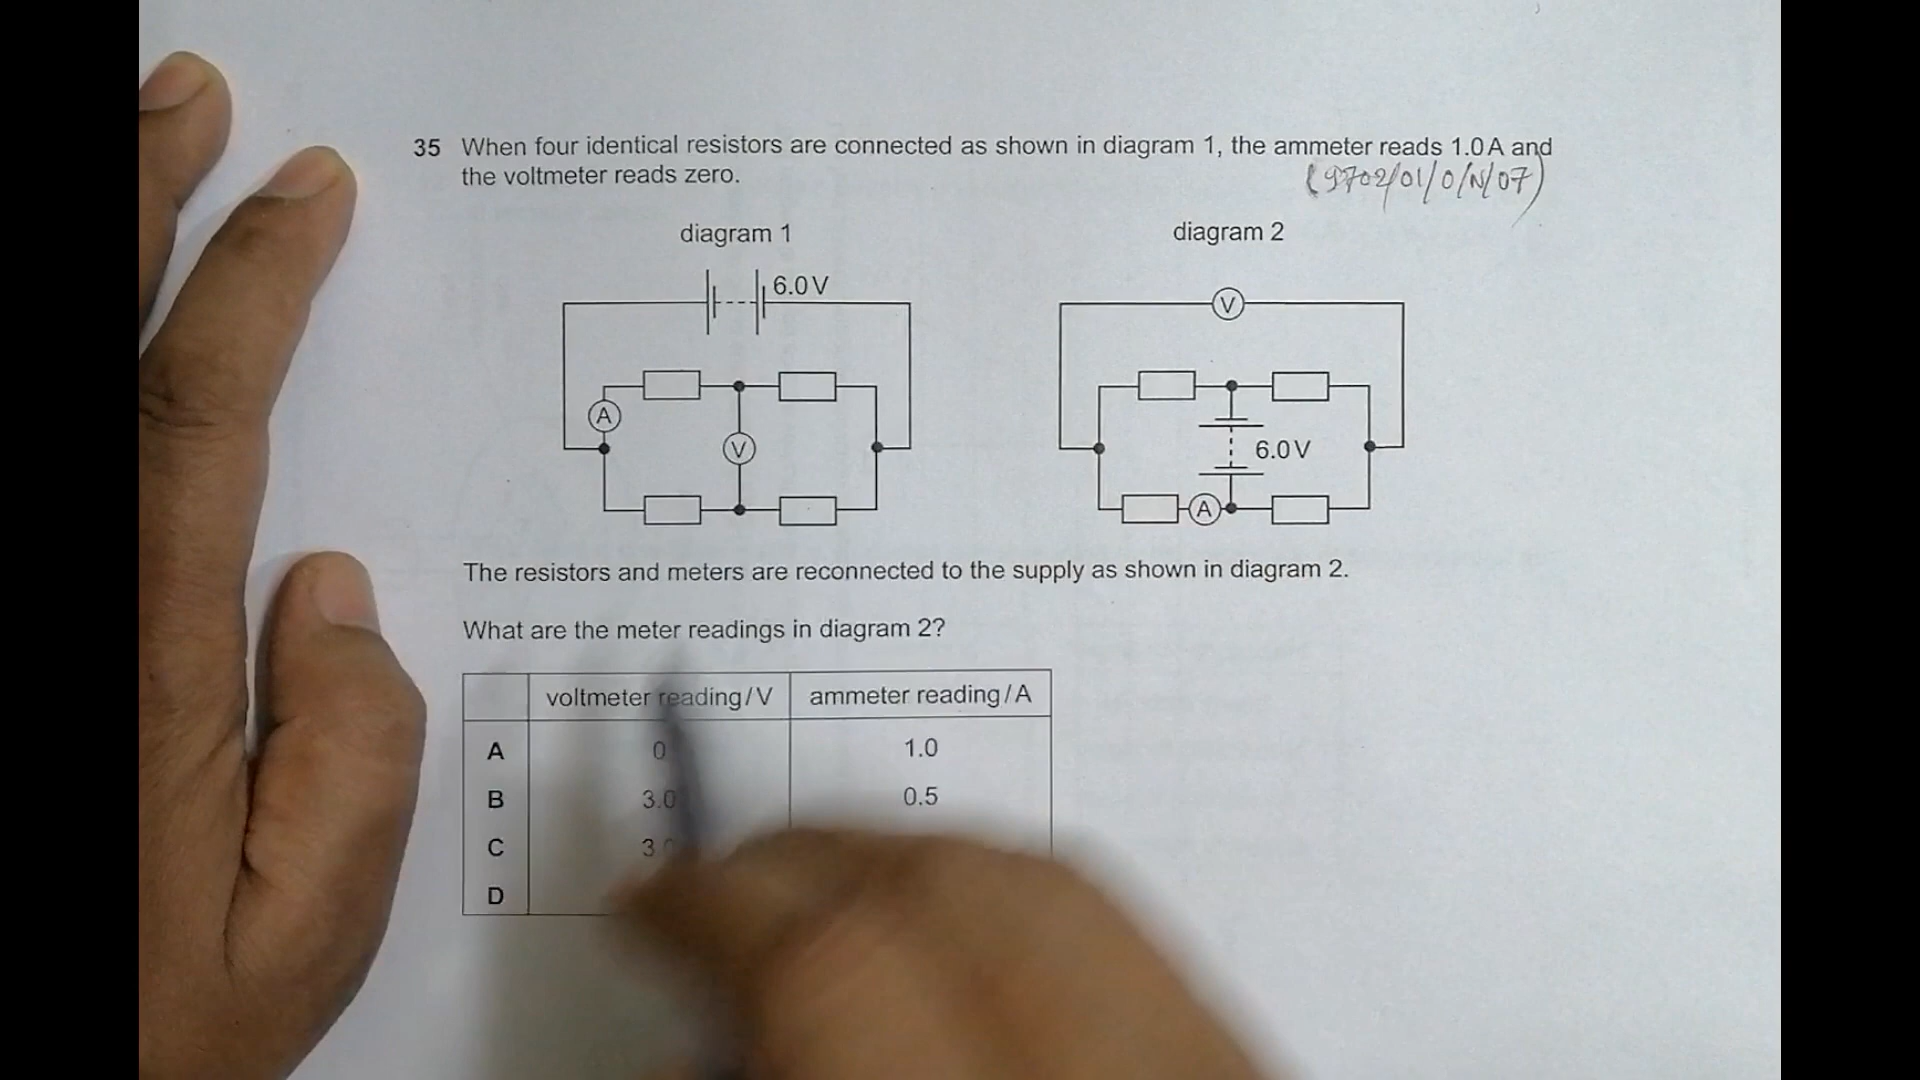 35 When four identical resistors are connected as shown in diagram 1, the ammeter reads 1.0 A and
the voltmeter reads zero.
(9702/01/O/N/07)
diagram 1
diagram 2
6.0 V
V
A
V
6.0 V
A
The resistors and meters are reconnected to the supply as shown in diagram 2.
What are the meter readings in diagram 2?
voltmeter reading / V ammeter reading / A
A 0 1.0
B 3.0 0.5
C
D